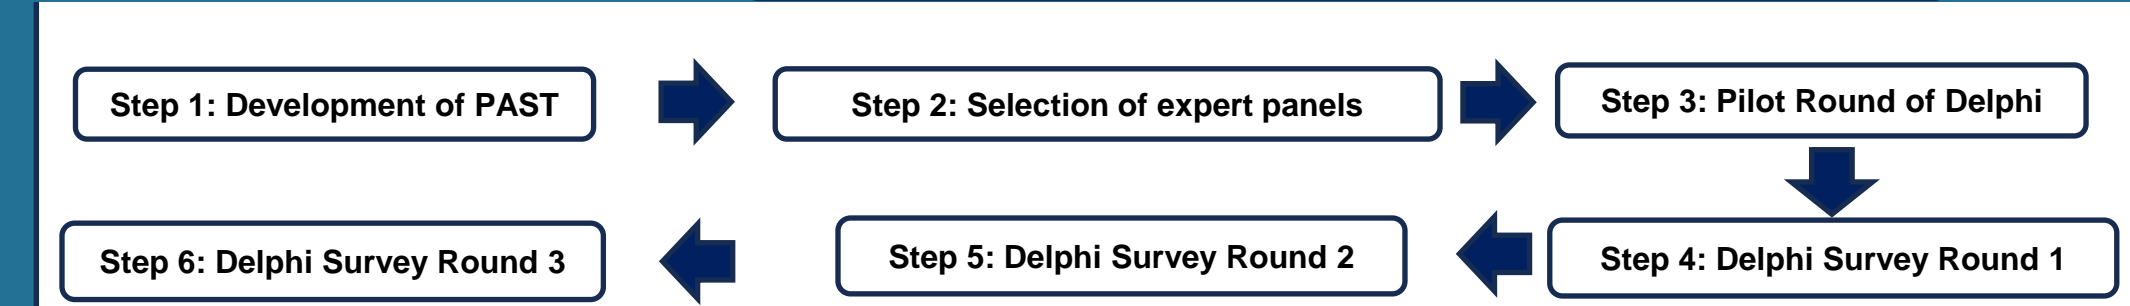 Step 1: Development of PAST
Step 2: Selection of expert panels
Step 3: Pilot Round of Delphi
Step 4: Delphi Survey Round 1
Step 5: Delphi Survey Round 2
Step 6: Delphi Survey Round 3